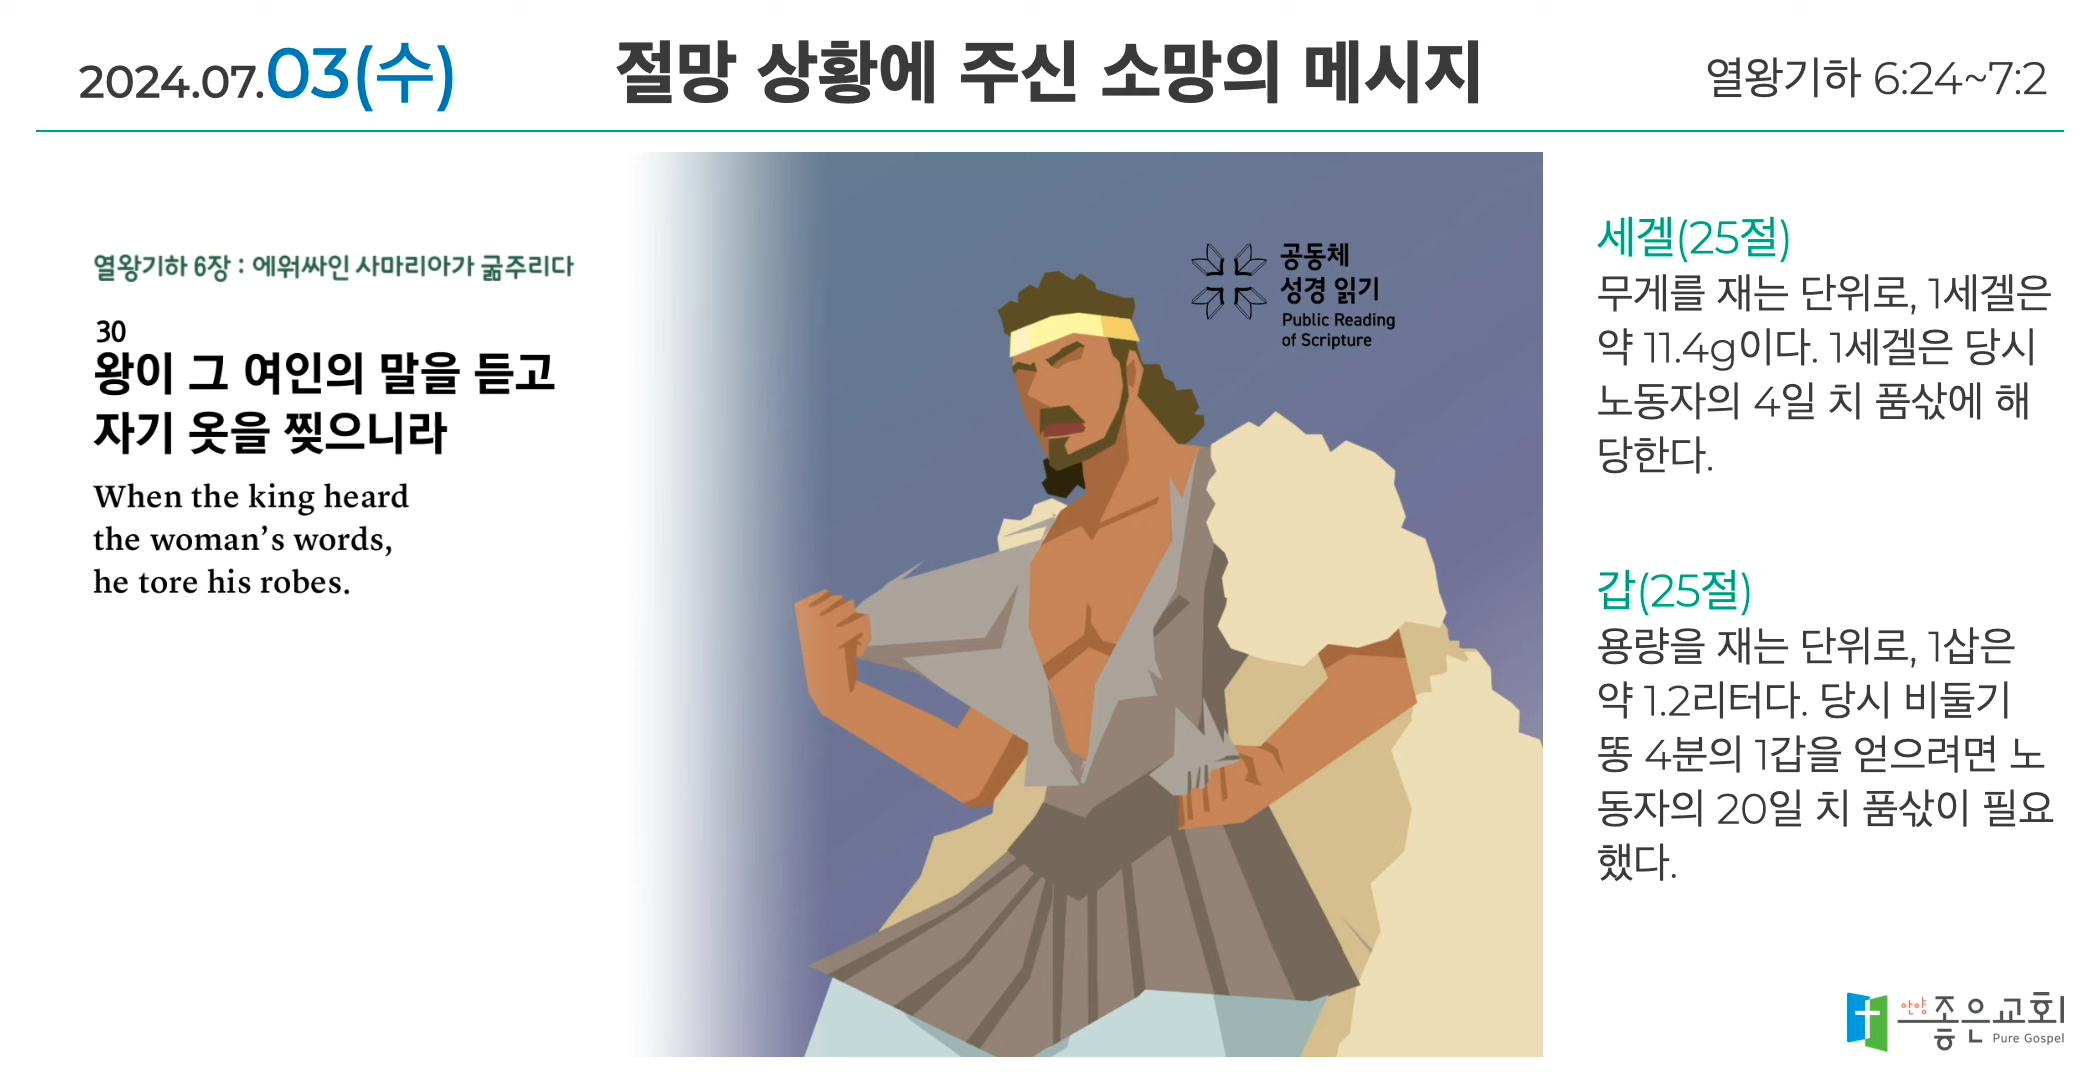 2024.07.03(수)
절망 상황에 주신 소망의 메시지
열왕기하 6:24~7:2
열왕기하 6장 : 에워싸인 사마리아가 굶주리다
30
왕이 그 여인의 말을 듣고
자기 옷을 찢으니라
When the king heard
the woman’s words,
he tore his robes.
공동체
성경 읽기
Public Reading
of Scripture
세겔(25절)
무게를 재는 단위로, 1세겔은
약 11.4g이다. 1세겔은 당시
노동자의 4일 치 품삯에 해
당한다.
갑(25절)
용량을 재는 단위로, 1삽은
약 1.2리터다. 당시 비둘기
똥 4분의 1갑을 얻으려면 노
동자의 20일 치 품삯이 필요
했다.
안양 좋은교회
Pure Gospel